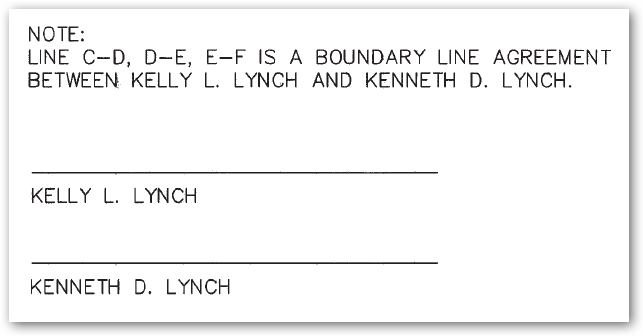 NOTE:
LINE C–D, D–E, E–F IS A BOUNDARY LINE AGREEMENT
BETWEEN KELLY L. LYNCH AND KENNETH D. LYNCH.
KELLY L. LYNCH
KENNETH D. LYNCH